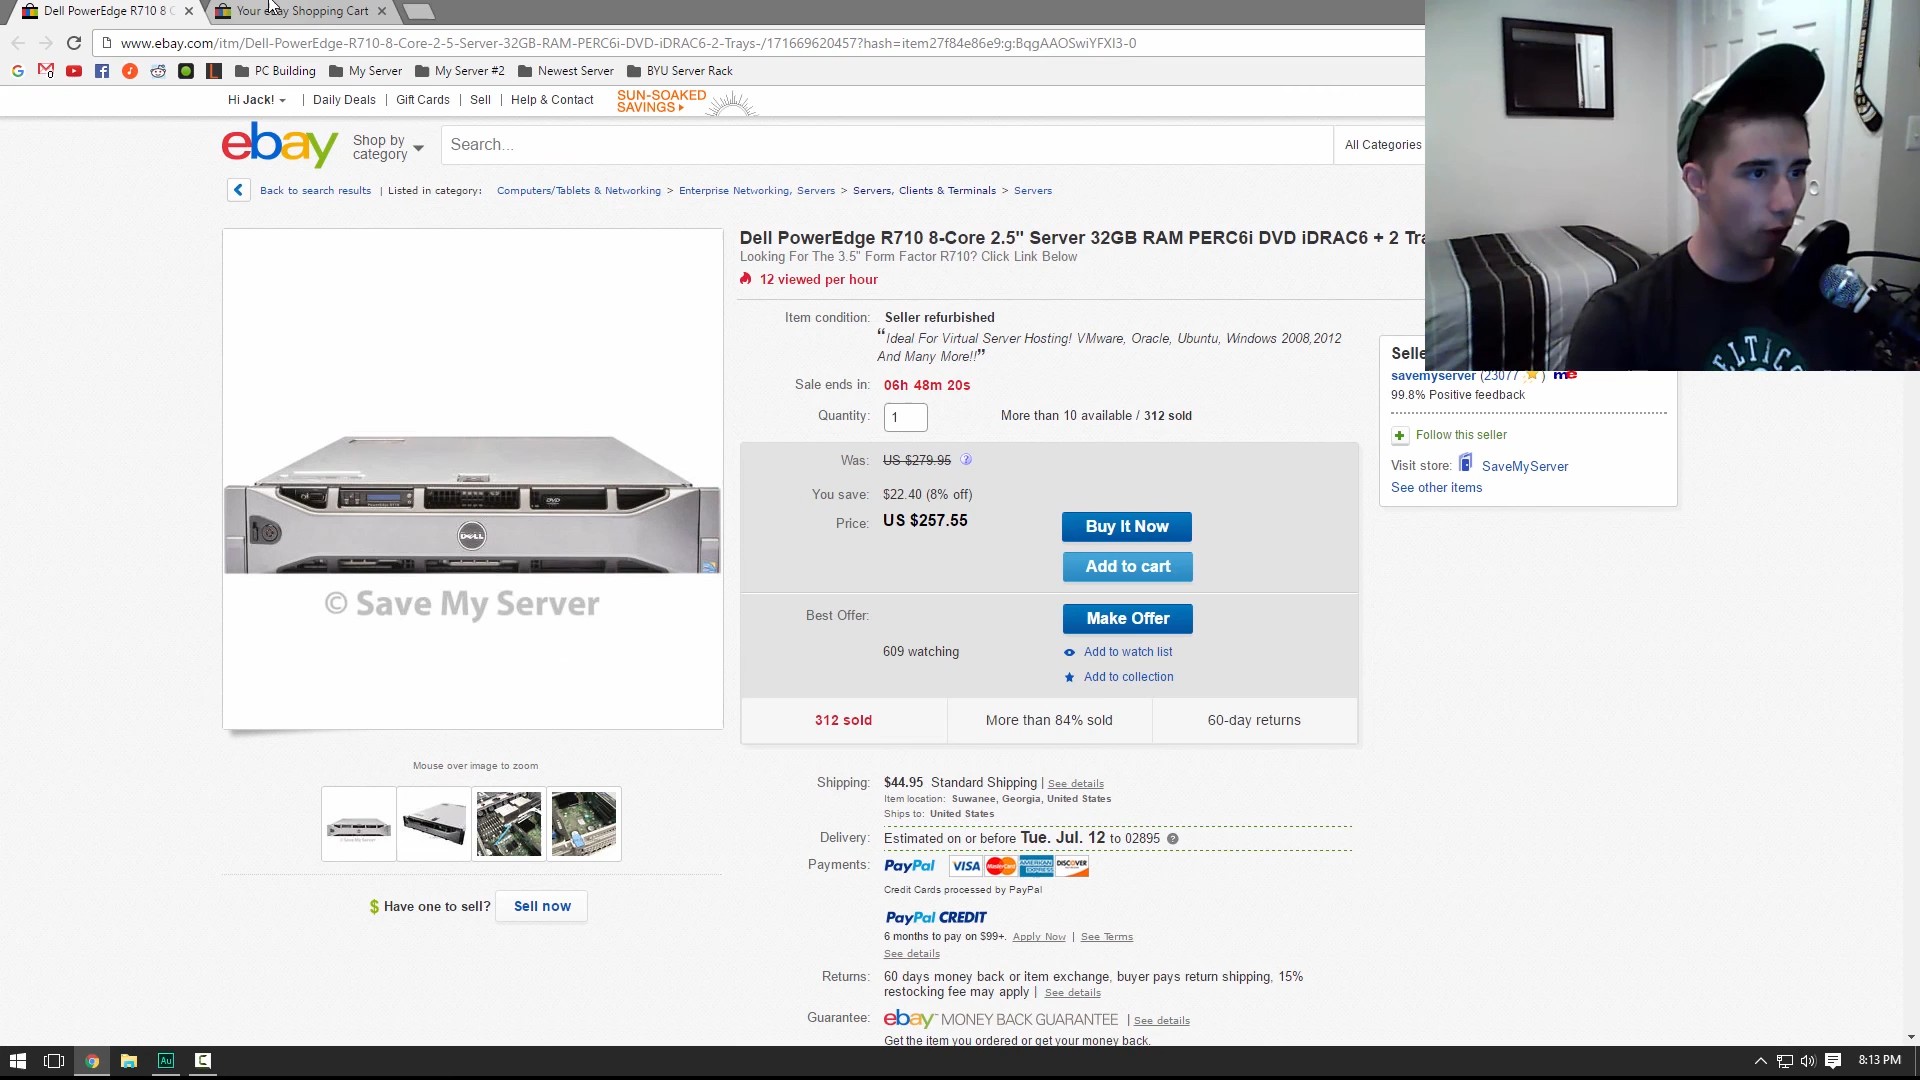 Dell PowerEdge R710 8 C
Your eBay Shopping Cart
www.ebay.com/itm/Dell-PowerEdge-R710-8-Core-2-5-Server-32GB-RAM-PERC6i-DVD-iDRAC6-2-Trays-/171669620457?hash=item27f84e86e9:g:BqgAAOSwiYFXI3-0
PC Building
My Server
My Server #2
Newest Server
BYU Server Rack
Hi Jack! | Daily Deals | Gift Cards | Sell | Help & Contact
SUN-SOAKED
SAVINGS
ebay
Shop by
category
Search...
All Categories
Back to search results | Listed in category: Computers/Tablets & Networking > Enterprise Networking, Servers > Servers, Clients & Terminals > Servers
Dell PowerEdge R710 8-Core 2.5" Server 32GB RAM PERC6i DVD iDRAC6 + 2 Tra
Looking For The 3.5" Form Factor R710? Click Link Below
12 viewed per hour
Item condition: Seller refurbished
"Ideal For Virtual Server Hosting! VMware, Oracle, Ubuntu, Windows 2008,2012
And Many More!!"
Sale ends in: 06h 48m 20s
Quantity: 1 More than 10 available / 312 sold
Was: US $279.95
You save: $22.40 (8% off)
Price: US $257.55
Buy It Now
Add to cart
Best Offer:
Make Offer
609 watching
Add to watch list
Add to collection
312 sold
More than 84% sold
60-day returns
Shipping: $44.95 Standard Shipping | See details
Item location: Suwanee, Georgia, United States
Ships to: United States
Delivery: Estimated on or before Tue. Jul. 12 to 02895
Payments: PayPal VISA MasterCard AMERICAN EXPRESS DISCOVER
Credit Cards processed by PayPal
PayPal CREDIT
6 months to pay on $99+. Apply Now | See Terms
See details
Returns: 60 days money back or item exchange, buyer pays return shipping, 15%
restocking fee may apply | See details
Guarantee: ebay MONEY BACK GUARANTEE | See details
Get the item you ordered or get your money back.
DVD
DELL
© Save My Server
Mouse over image to zoom
$ Have one to sell? Sell now
Selle
savemyserver (23077) me
99.8% Positive feedback
Follow this seller
Visit store: SaveMyServer
See other items
ELTIC
Au
8:13 PM